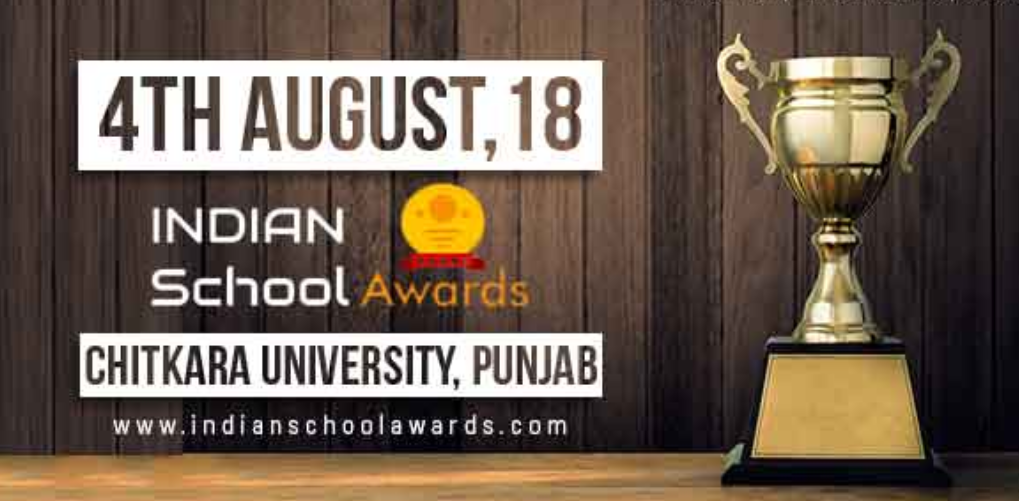 4TH AUGUST, 18
INDIAN
School Awards
CHITKARA UNIVERSITY, PUNJAB
www.indianschoolawards.com